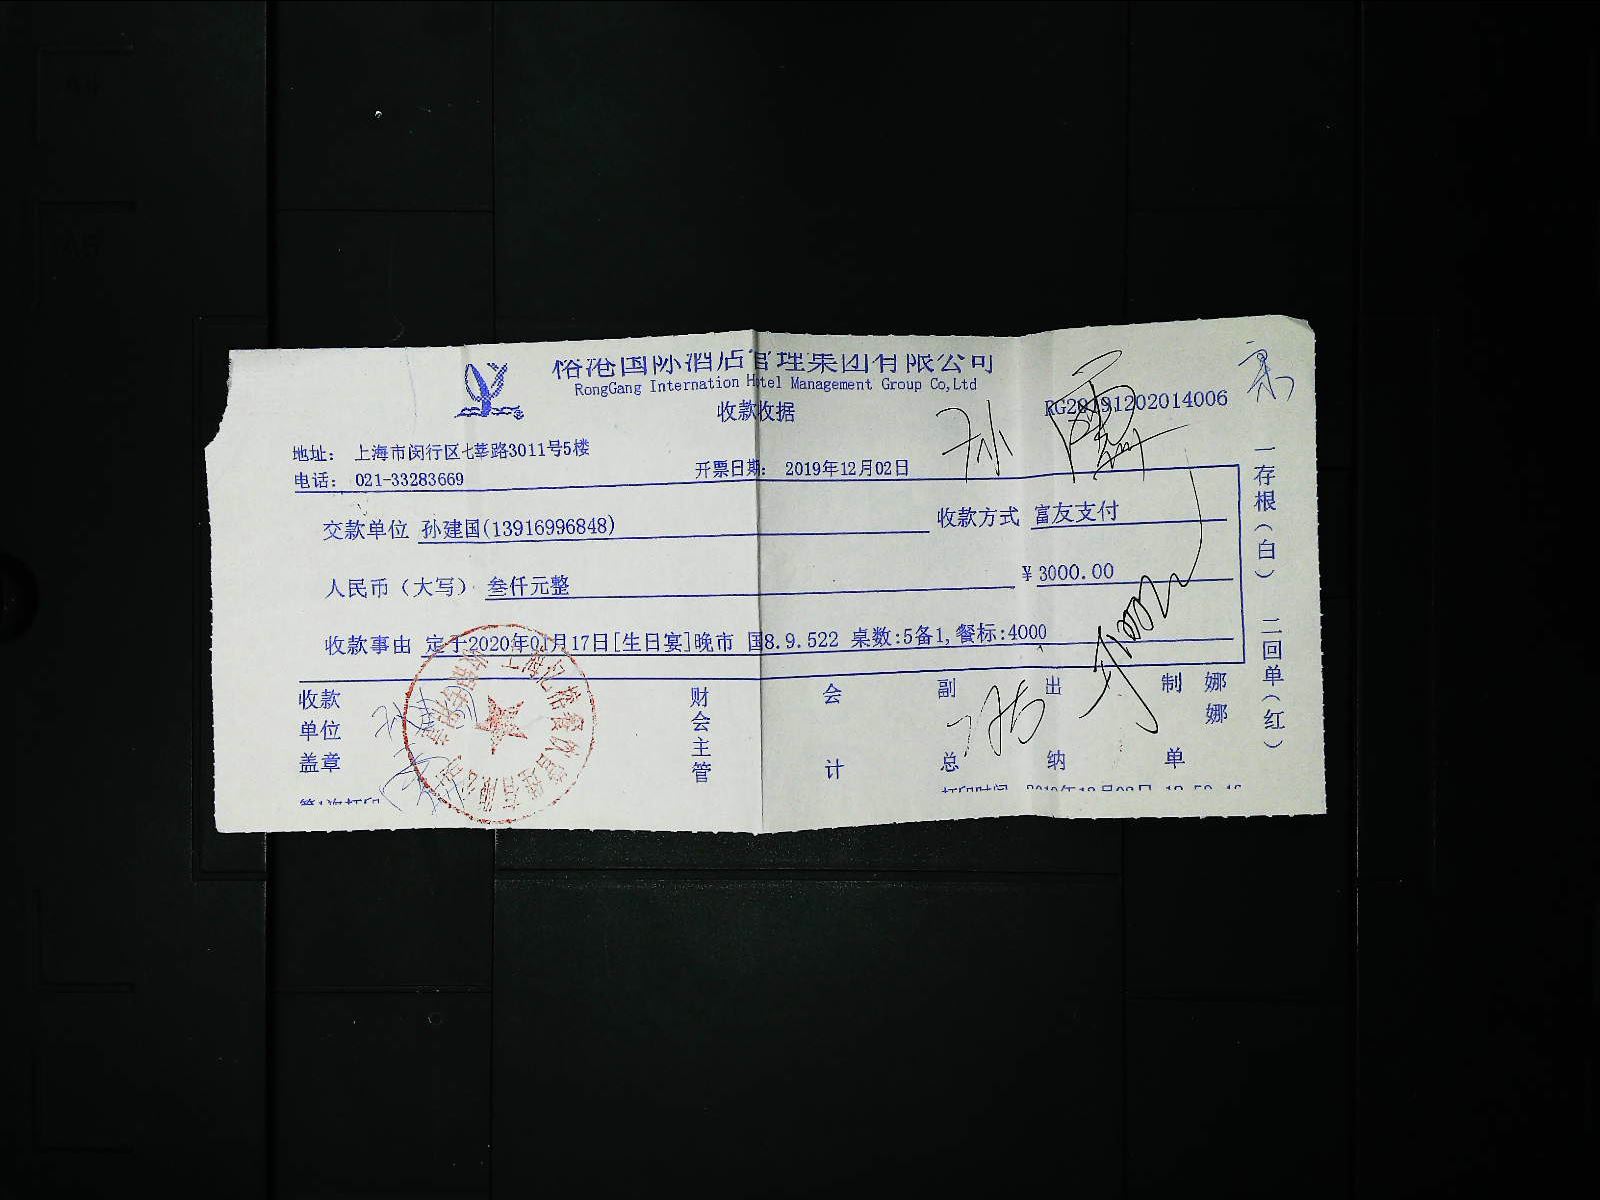 榕港国际酒店管理集团有限公司
RongGang Internation Hotel Management Group Co,Ltd
收款收据
RG20191202014006
地址： 上海市闵行区七莘路3011号5楼
电话： 021-33283669
开票日期： 2019年12月02日
交款单位 孙建国(13916996848)
收款方式 富友支付
人民币（大写） 叁仟元整
¥3000.00
收款事由 定于2020年01月17日[生日宴]晚市 国8.9.522 桌数:5备1,餐标:4000
收款单位盖章
财会主管
会计
副总
出纳
制单
娜娜
一存根（白） 二回单（红）